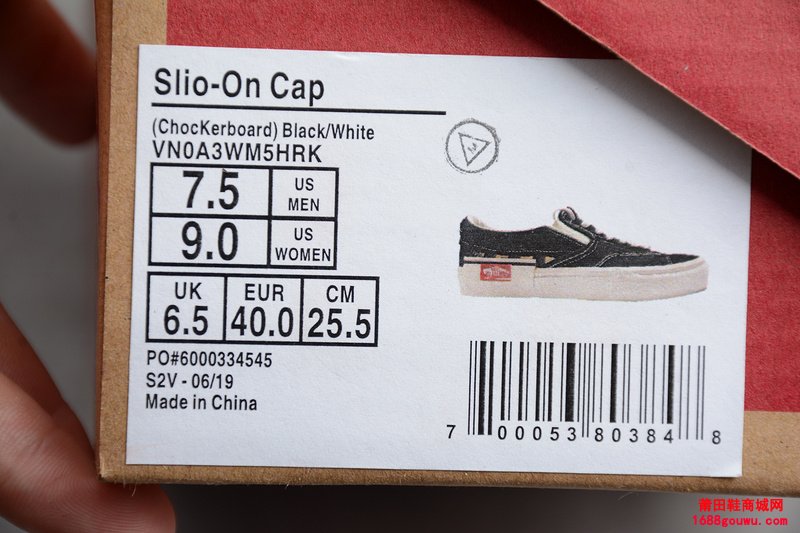 Slio-On Cap
(ChocKerboard) Black/White
VN0A3WM5HRK
7.5 US MEN
9.0 US WOMEN
UK EUR CM
6.5 40.0 25.5
PO#6000334545
S2V - 06/19
Made in China
7 00053 80384 8
莆田鞋商城网
1688gouwu.com